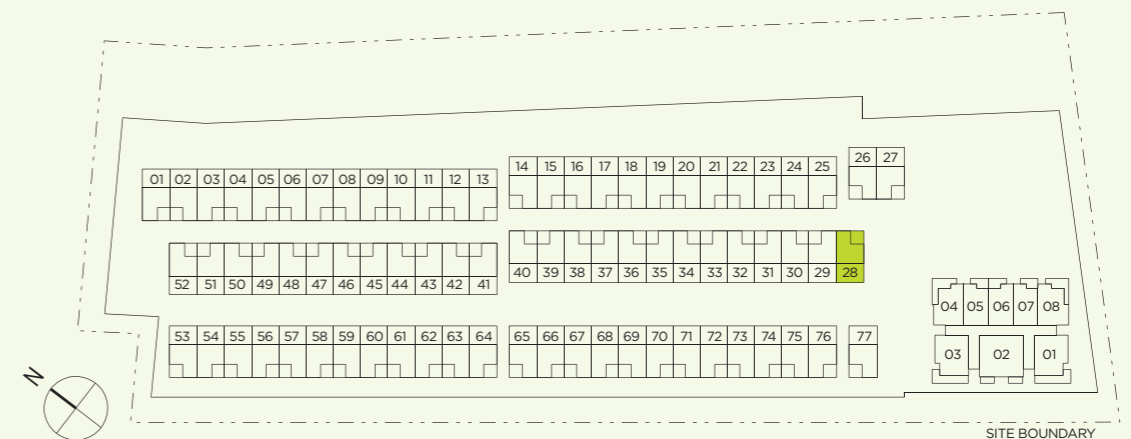 26 27
14 15 16 17 18 19 20 21 22 23 24 25
01 02 03 04 05 06 07 08 09 10 11 12 13
40 39 38 37 36 35 34 33 32 31 30 29 28
52 51 50 49 48 47 46 45 44 43 42 41
04 05 06 07 08
53 54 55 56 57 58 59 60 61 62 63 64 65 66 67 68 69 70 71 72 73 74 75 76 77
03 02 01
N
SITE BOUNDARY